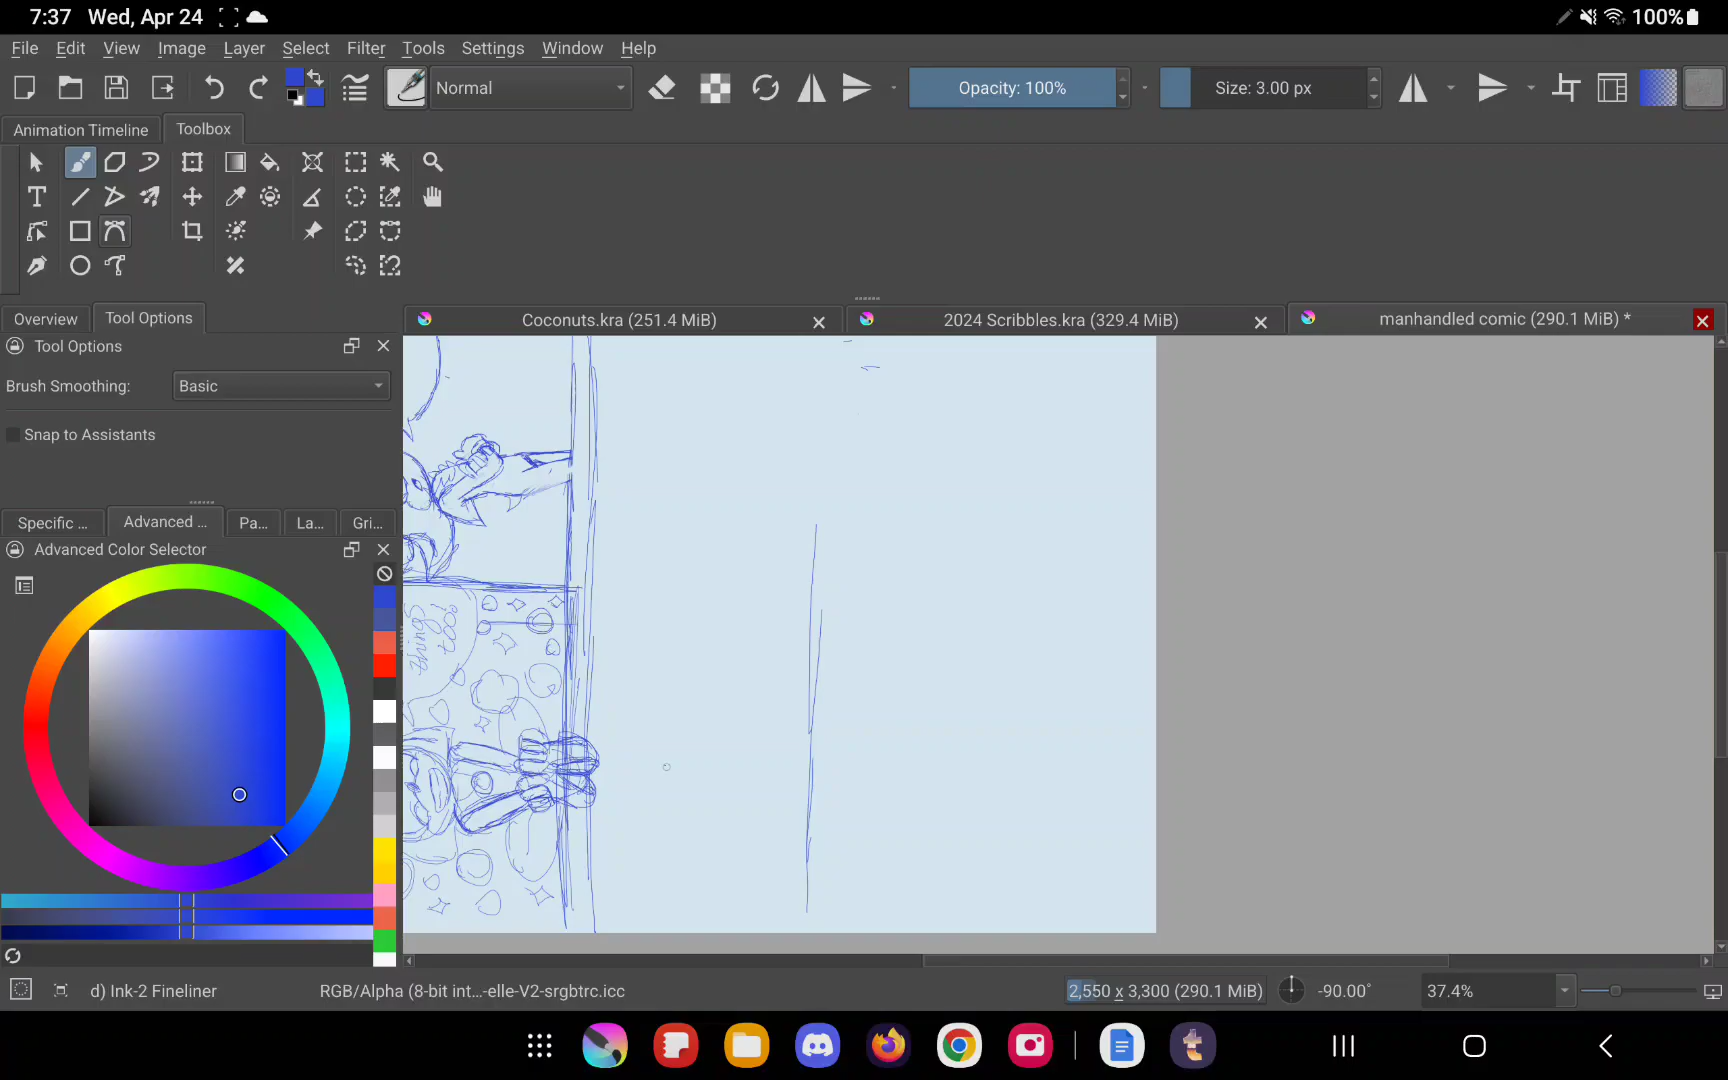 7:37 Wed, Apr 24
100%
File Edit View Image Layer Select Filter Tools Settings Window Help
Normal
Opacity: 100%
Size: 3.00 px
Animation Timeline Toolbox
Overview Tool Options
Coconuts.kra (251.4 MiB)
2024 Scribbles.kra (329.4 MiB)
manhandled comic (290.1 MiB) *
Tool Options
Brush Smoothing: Basic
Snap to Assistants
Specific ... Advanced ... Pa... La... Gri...
Advanced Color Selector
d) Ink-2 Fineliner
RGB/Alpha (8-bit int...-elle-V2-srgbtrc.icc
2,550 x 3,300 (290.1 MiB)
-90.00°
37.4%